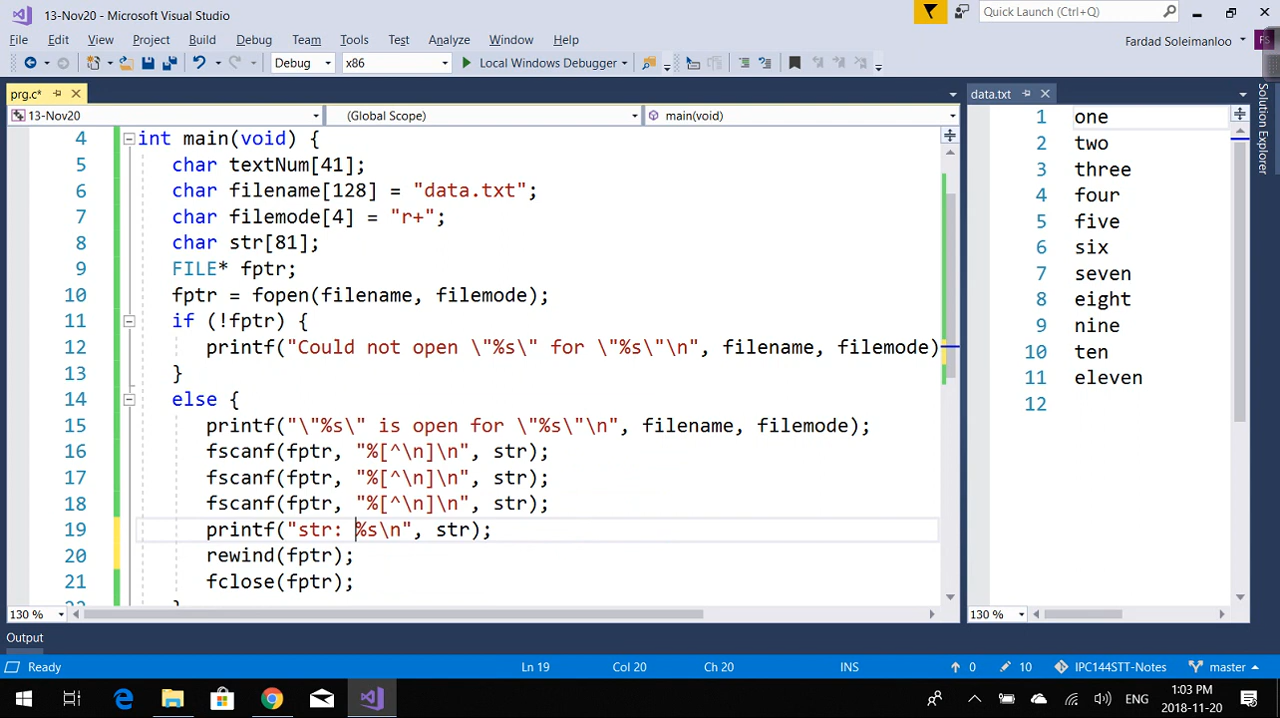 13-Nov20 - Microsoft Visual Studio
Quick Launch (Ctrl+Q)
File Edit View Project Build Debug Team Tools Test Analyze Window Help
Fardad Soleimanloo
FS
Debug x86 Local Windows Debugger
prg.c*
data.txt
13-Nov20 (Global Scope) main(void)
4 int main(void) {
5 char textNum[41];
6 char filename[128] = "data.txt";
7 char filemode[4] = "r+";
8 char str[81];
9 FILE* fptr;
10 fptr = fopen(filename, filemode);
11 if (!fptr) {
12 printf("Could not open \"%s\" for \"%s\"\n", filename, filemode)
13 }
14 else {
15 printf("\"%s\" is open for \"%s\"\n", filename, filemode);
16 fscanf(fptr, "%[^\n]\n", str);
17 fscanf(fptr, "%[^\n]\n", str);
18 fscanf(fptr, "%[^\n]\n", str);
19 printf("str: %s\n", str);
20 rewind(fptr);
21 fclose(fptr);
22 }
1 one
2 two
3 three
4 four
5 five
6 six
7 seven
8 eight
9 nine
10 ten
11 eleven
12
Solution Explorer
130 %
130 %
Output
Ready Ln 19 Col 20 Ch 20 INS 0 10 IPC144STT-Notes master
ENG
1:03 PM
2018-11-20